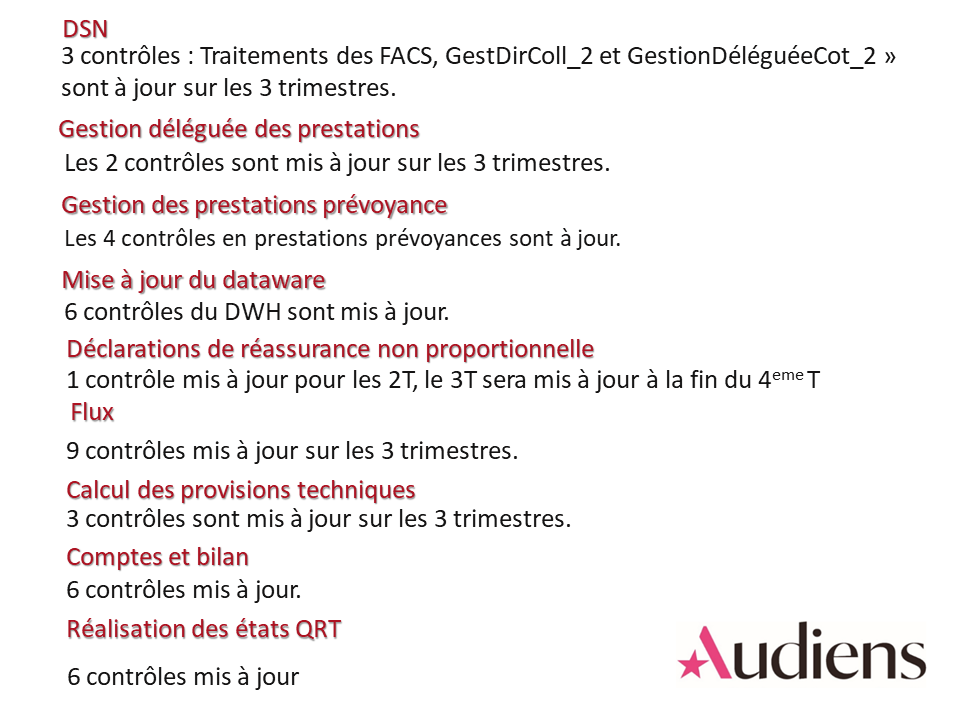 DSN
3 contrôles : Traitements des FACS, GestDirColl_2 et GestionDéléguéeCot_2 »
sont à jour sur les 3 trimestres.
Gestion déléguée des prestations
Les 2 contrôles sont mis à jour sur les 3 trimestres.
Gestion des prestations prévoyance
Les 4 contrôles en prestations prévoyances sont à jour.
Mise à jour du dataware
6 contrôles du DWH sont mis à jour.
Déclarations de réassurance non proportionnelle
1 contrôle mis à jour pour les 2T, le 3T sera mis à jour à la fin du 4eme T
Flux
9 contrôles mis à jour sur les 3 trimestres.
Calcul des provisions techniques
3 contrôles sont mis à jour sur les 3 trimestres.
Comptes et bilan
6 contrôles mis à jour.
Réalisation des états QRT
6 contrôles mis à jour
Audiens